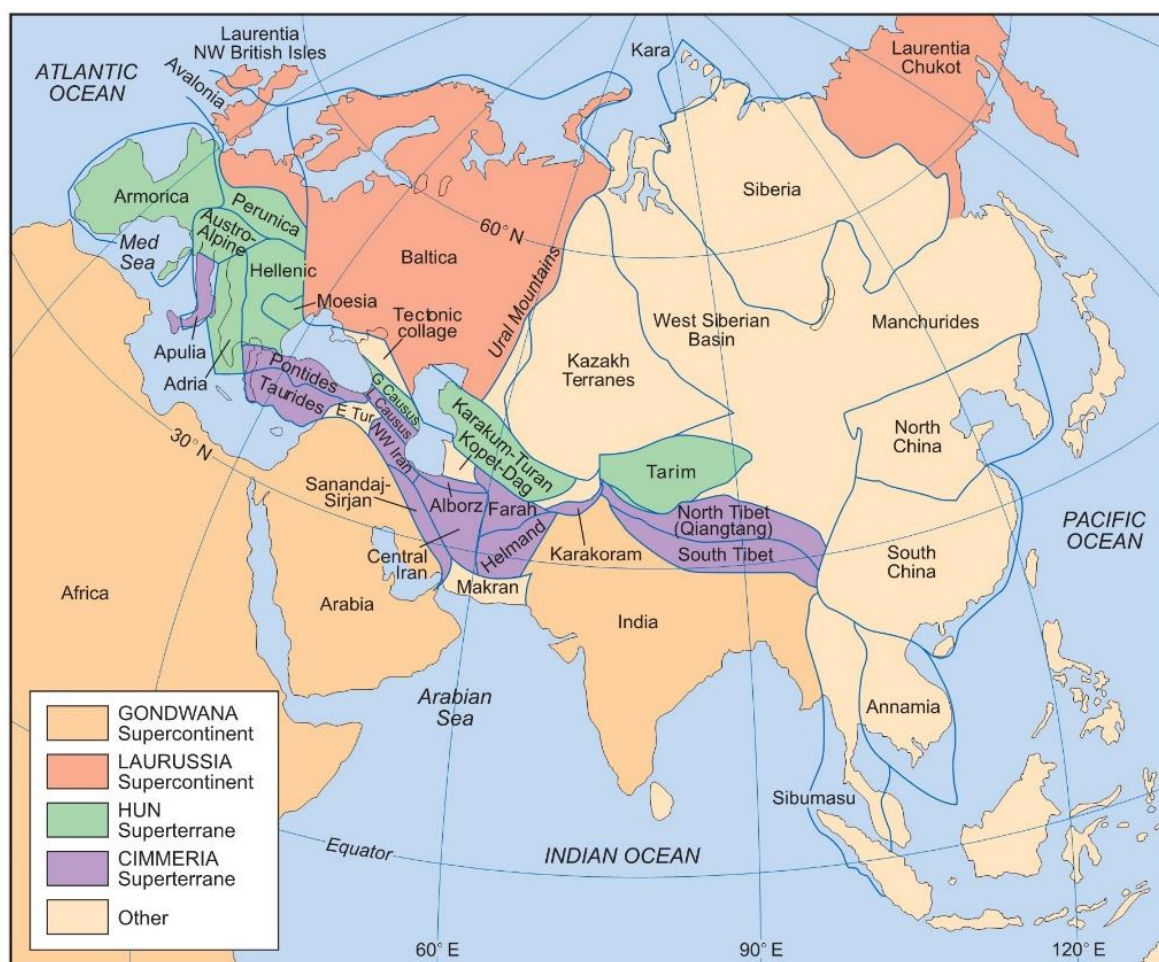 Laurentia
NW British Isles
Kara
Laurentia
Chukot
ATLANTIC
OCEAN
Avalonia
Armorica
Perunica
Siberia
60° N
Austro-
Alpine
Med
Sea
Baltica
Ural Mountains
Hellenic
Moesia
Tectonic
collage
West Siberian
Basin
Manchurides
Apulia
Kazakh
Terranes
Adria
Pontides
Taurides
G Causus
L Causus
E Tur
NW Iran
Karakum-Turan
Kopet-Dag
North
China
30° N
Tarim
Sanandaj-
Sirjan
Alborz
Farah
North Tibet
(Qiangtang)
PACIFIC
OCEAN
Helmand
Karakoram
South Tibet
South
China
Central
Iran
Makran
Africa
Arabia
India
Arabian
Sea
Annamia
GONDWANA
Supercontinent
LAURUSSIA
Supercontinent
HUN
Superterrane
CIMMERIA
Superterrane
Other
Sibumasu
Equator
INDIAN OCEAN
60° E
90° E
120° E